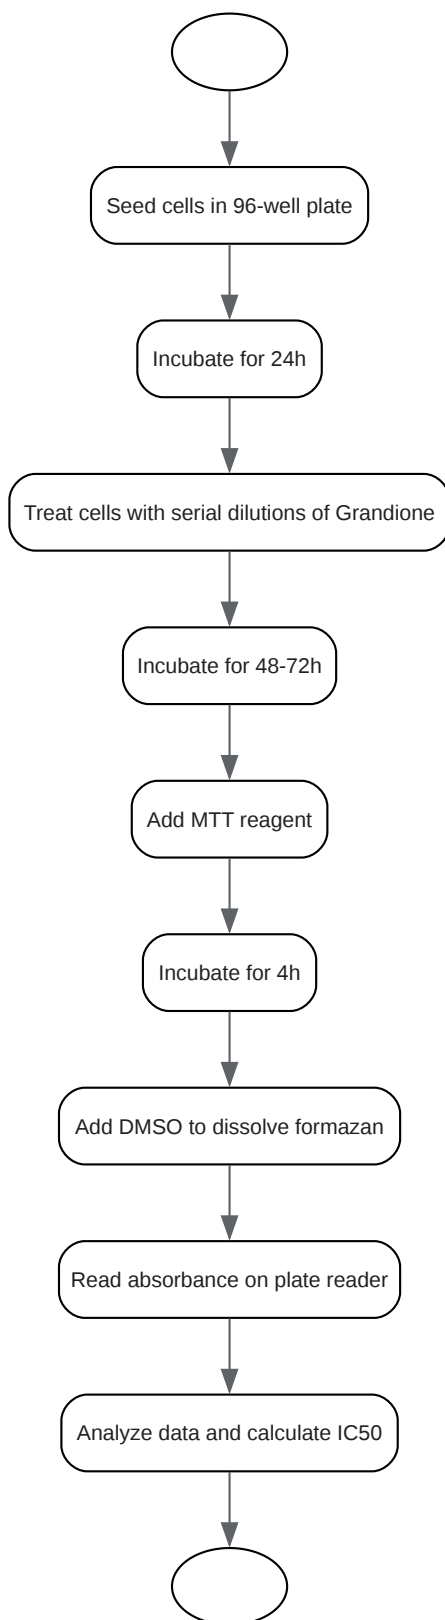 Seed cells in 96-well plate
Incubate for 24h
Treat cells with serial dilutions of Grandione
Incubate for 48-72h
Add MTT reagent
Incubate for 4h
Add DMSO to dissolve formazan
Read absorbance on plate reader
Analyze data and calculate IC50